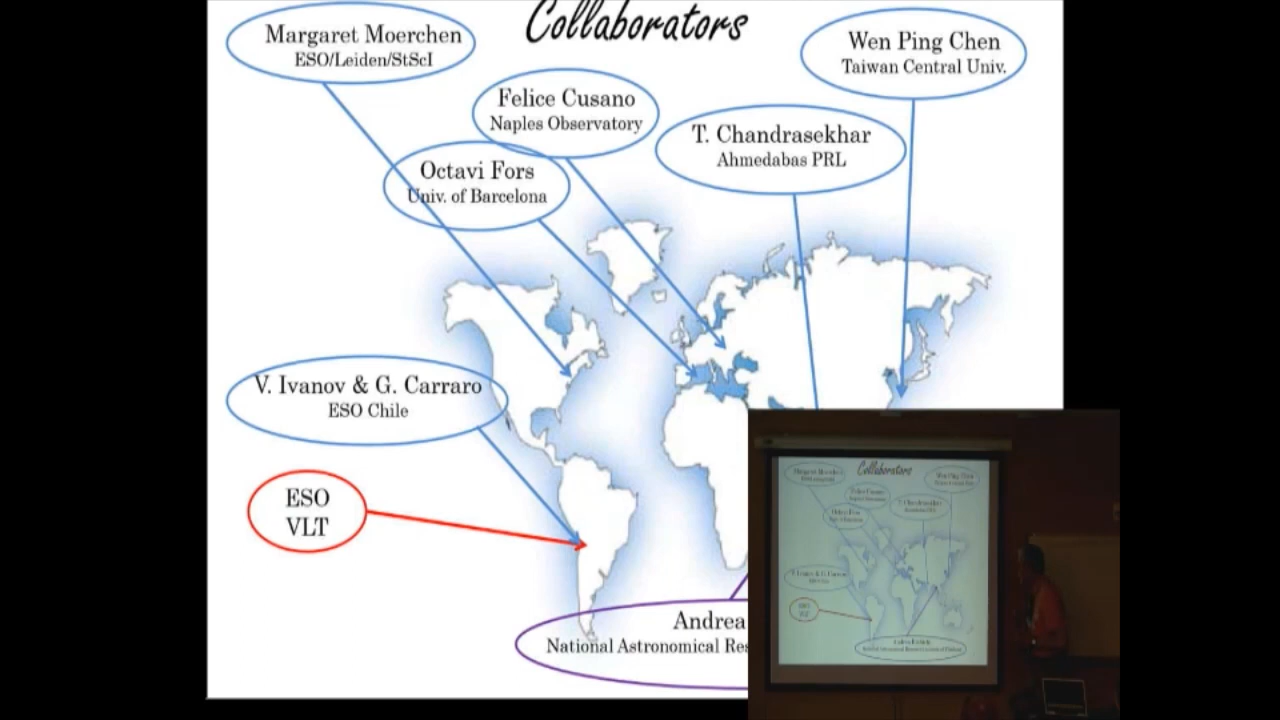 Collaborators
Margaret Moerchen
ESO/Leiden/StScI
Wen Ping Chen
Taiwan Central Univ.
Felice Cusano
Naples Observatory
T. Chandrasekhar
Ahmedabas PRL
Octavi Fors
Univ. of Barcelona
V. Ivanov & G. Carraro
ESO Chile
ESO
VLT
Andrea
National Astronomical Res
Collaborators